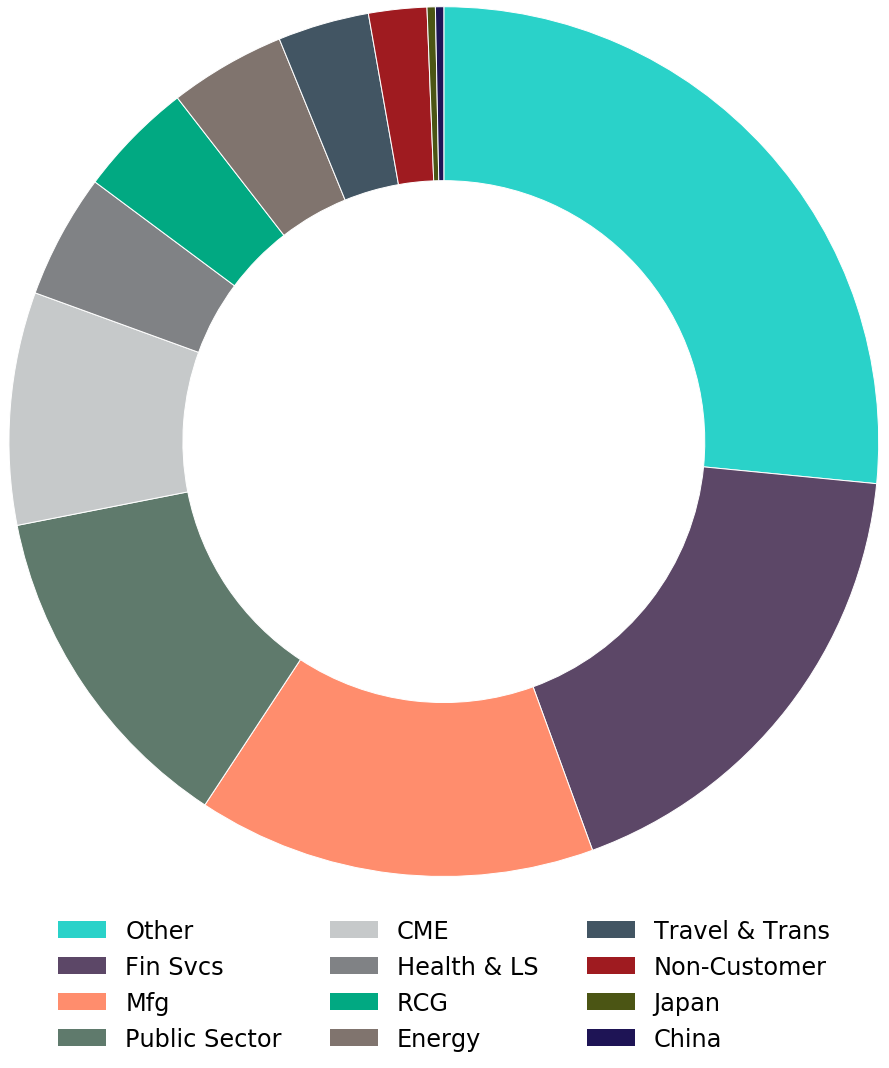 Other
Fin Svcs
Mfg
Public Sector
CME
Health & LS
RCG
Energy
Travel & Trans
Non-Customer
Japan
China